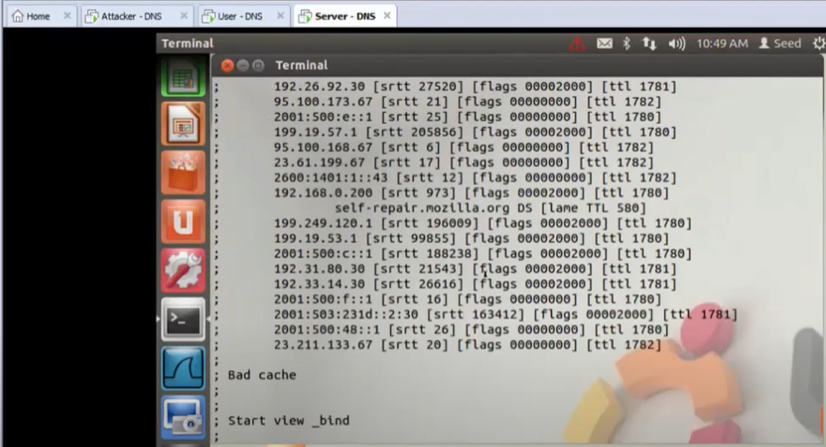 Home
Attacker - DNS
User - DNS
Server - DNS
Terminal
10:49 AM
Seed
Terminal
; 192.26.92.30 [srtt 27520] [flags 00002000] [ttl 1781]
; 95.100.173.67 [srtt 21] [flags 00000000] [ttl 1782]
; 2001:500:e::1 [srtt 25] [flags 00000000] [ttl 1780]
; 199.19.57.1 [srtt 205856] [flags 00002000] [ttl 1780]
; 95.100.168.67 [srtt 6] [flags 00000000] [ttl 1782]
; 23.61.199.67 [srtt 17] [flags 00000000] [ttl 1782]
; 2600:1401:1::43 [srtt 12] [flags 00000000] [ttl 1782]
; 192.168.0.200 [srtt 973] [flags 00002000] [ttl 1780]
; self-repair.mozilla.org DS [lame TTL 580]
; 199.249.120.1 [srtt 196009] [flags 00002000] [ttl 1780]
; 199.19.53.1 [srtt 99855] [flags 00002000] [ttl 1780]
; 2001:500:c::1 [srtt 188238] [flags 00002000] [ttl 1780]
; 192.31.80.30 [srtt 21543] [flags 00002000] [ttl 1781]
; 192.33.14.30 [srtt 26616] [flags 00002000] [ttl 1781]
; 2001:500:f::1 [srtt 16] [flags 00000000] [ttl 1780]
; 2001:503:231d::2:30 [srtt 163412] [flags 00002000] [ttl 1781]
; 2001:500:48::1 [srtt 26] [flags 00000000] [ttl 1780]
; 23.211.133.67 [srtt 20] [flags 00000000] [ttl 1782]
;
; Bad cache
;
;
; Start view _bind
;